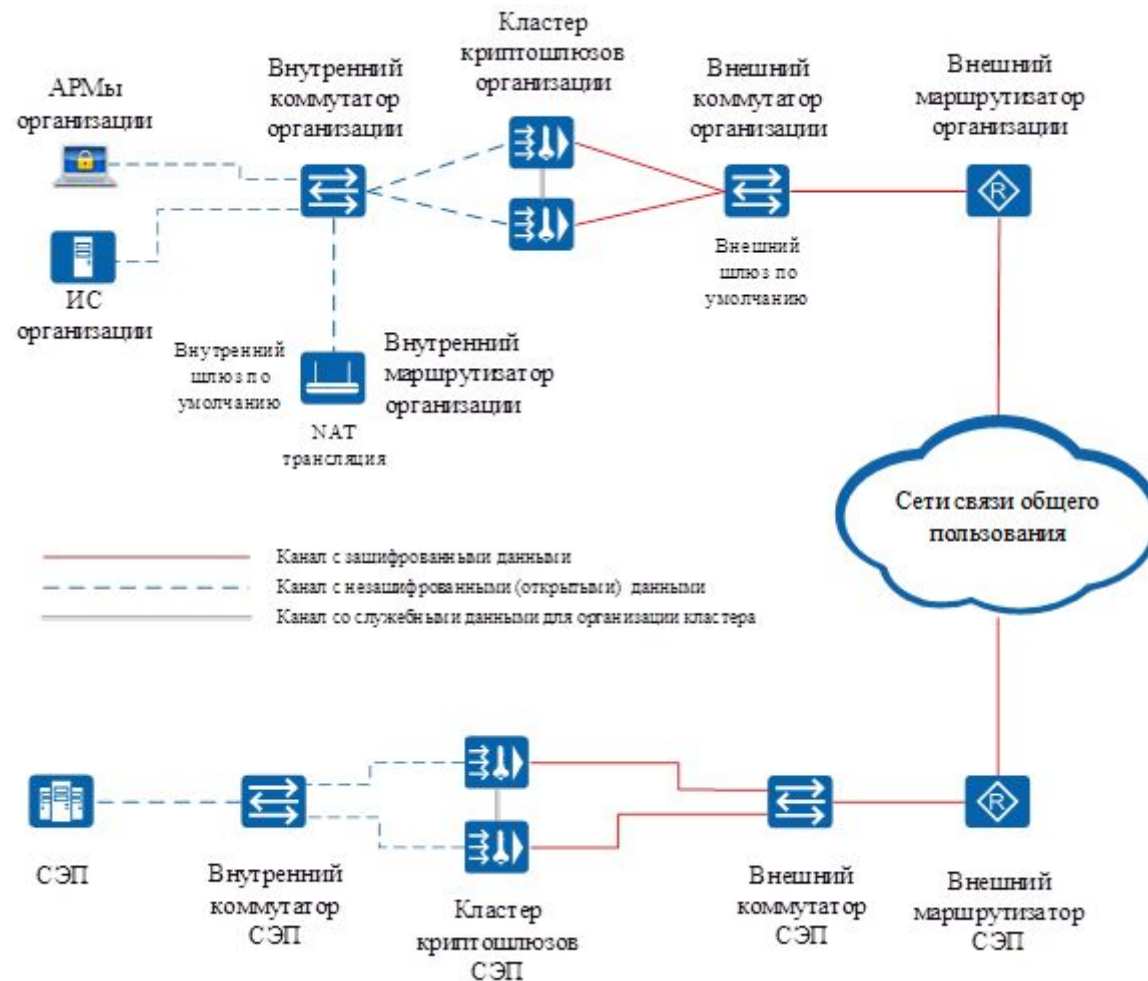 АРМы
организации
Внутренний
коммутатор
организации
Кластер
криптошлюзов
организации
Внешний
коммутатор
организации
Внешний
маршрутизатор
организации
R
ИС
организации
Внутренний
шлюз по
умолчанию
Внутренний
маршрутизатор
организации
NAT
трансляция
Внешний
шлюз по
умолчанию
Сети связи общего
пользования
Канал с зашифрованными данными
Канал с незашифрованными (открытыми) данными
Канал со служебными данными для организации кластера
R
СЭП
Внутренний
коммутатор
СЭП
Кластер
криптошлюзов
СЭП
Внешний
коммутатор
СЭП
Внешний
маршрутизатор
СЭП